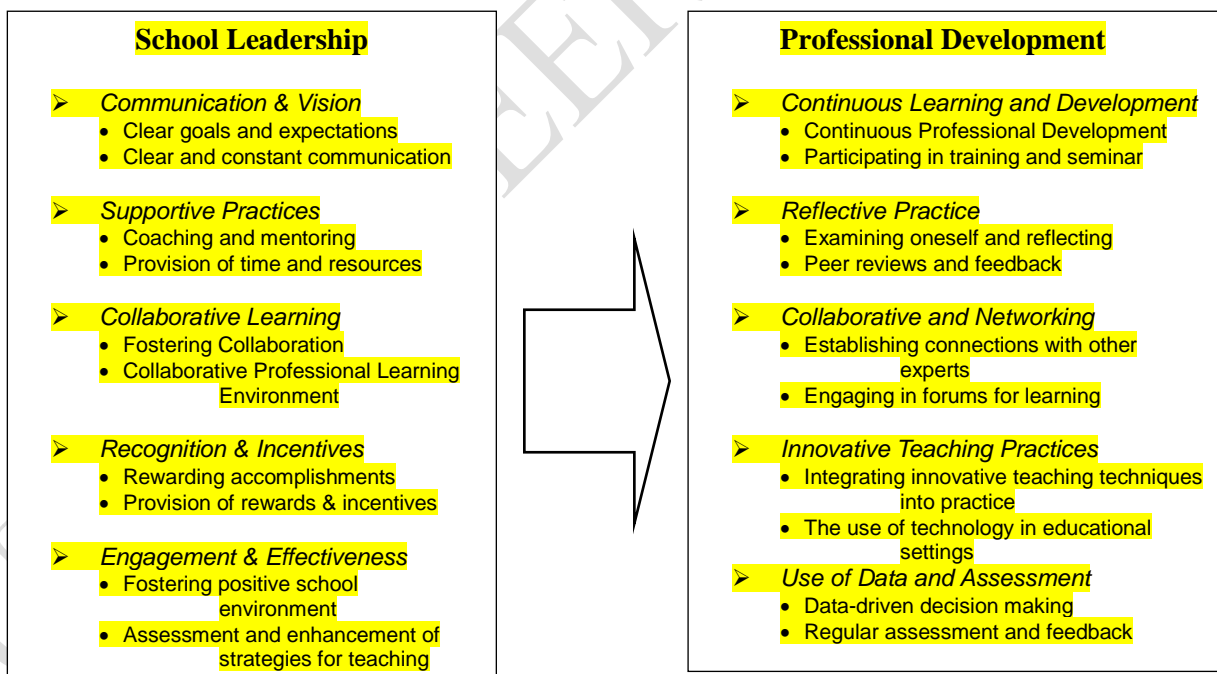 School Leadership
➢ Communication & Vision
• Clear goals and expectations
• Clear and constant communication
➢ Supportive Practices
• Coaching and mentoring
• Provision of time and resources
➢ Collaborative Learning
• Fostering Collaboration
• Collaborative Professional Learning
Environment
➢ Recognition & Incentives
• Rewarding accomplishments
• Provision of rewards & incentives
➢ Engagement & Effectiveness
• Fostering positive school
environment
• Assessment and enhancement of
strategies for teaching
Professional Development
➢ Continuous Learning and Development
• Continuous Professional Development
• Participating in training and seminar
➢ Reflective Practice
• Examining oneself and reflecting
• Peer reviews and feedback
➢ Collaborative and Networking
• Establishing connections with other
experts
• Engaging in forums for learning
➢ Innovative Teaching Practices
• Integrating innovative teaching techniques
into practice
• The use of technology in educational
settings
➢ Use of Data and Assessment
• Data-driven decision making
• Regular assessment and feedback